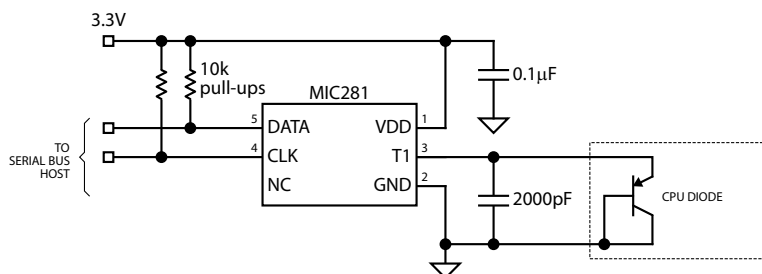 3.3V
10k
pull-ups
MIC281
0.1µF
5 DATA VDD 1
4 CLK T1 3
NC GND 2
TO
SERIAL BUS
HOST
2000pF
CPU DIODE